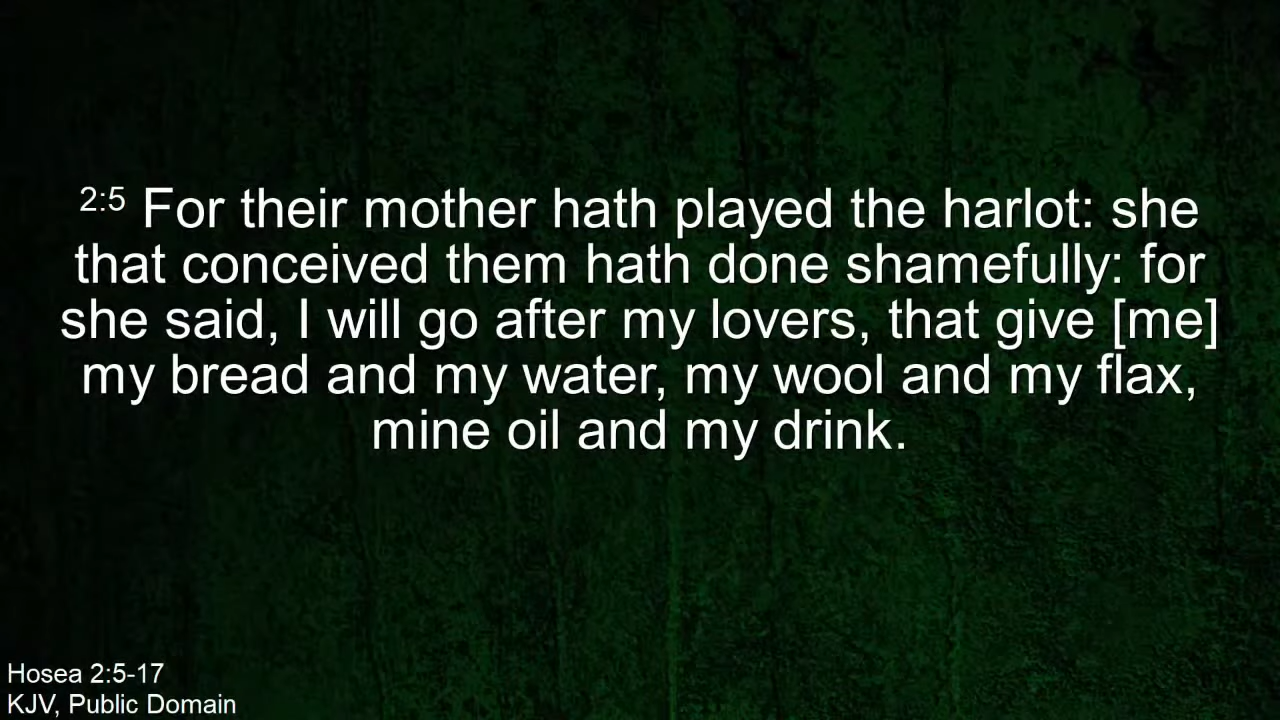 2:5 For their mother hath played the harlot: she
that conceived them hath done shamefully: for
she said, I will go after my lovers, that give [me]
my bread and my water, my wool and my flax,
mine oil and my drink.
Hosea 2:5-17
KJV, Public Domain